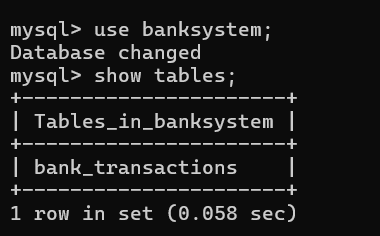 mysql> use banksystem;
Database changed
mysql> show tables;
+----------------------+
| Tables_in_banksystem |
+----------------------+
| bank_transactions    |
+----------------------+
1 row in set (0.058 sec)